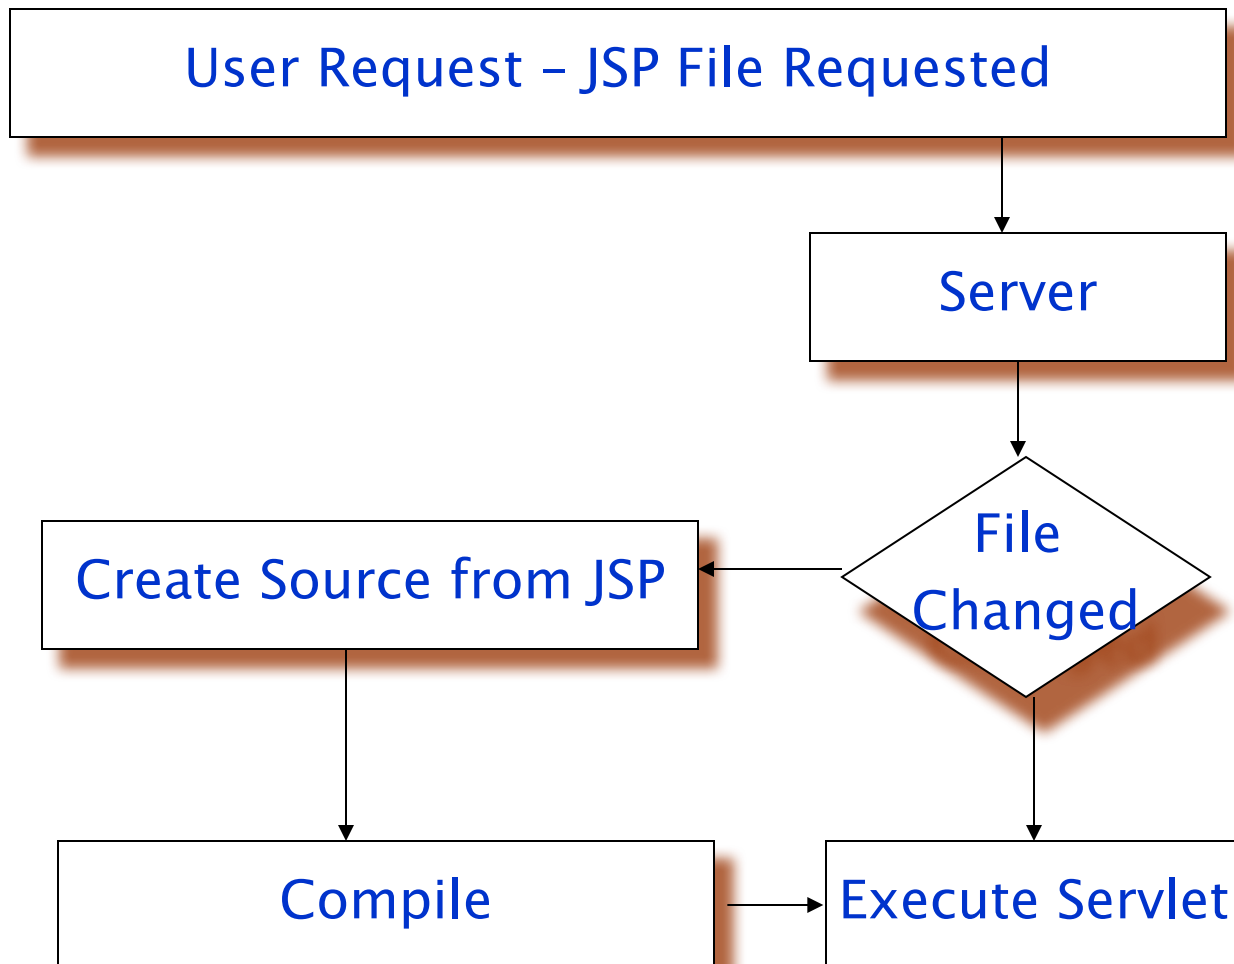 User Request – JSP File Requested
Server
File
Changed
Create Source from JSP
Compile
Execute Servlet